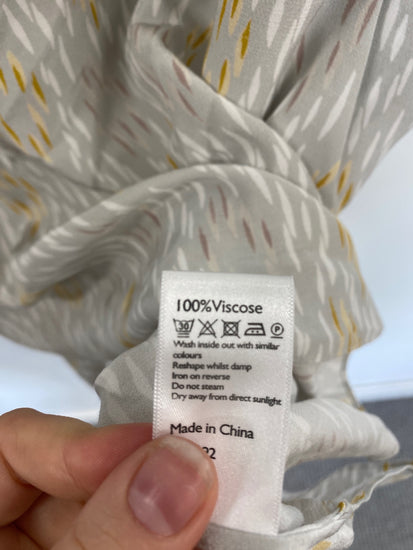 100%Viscose
30 P
Wash inside out with similar
colours
Reshape whilst damp
Iron on reverse
Do not steam
Dry away from direct sunlight
Made in China